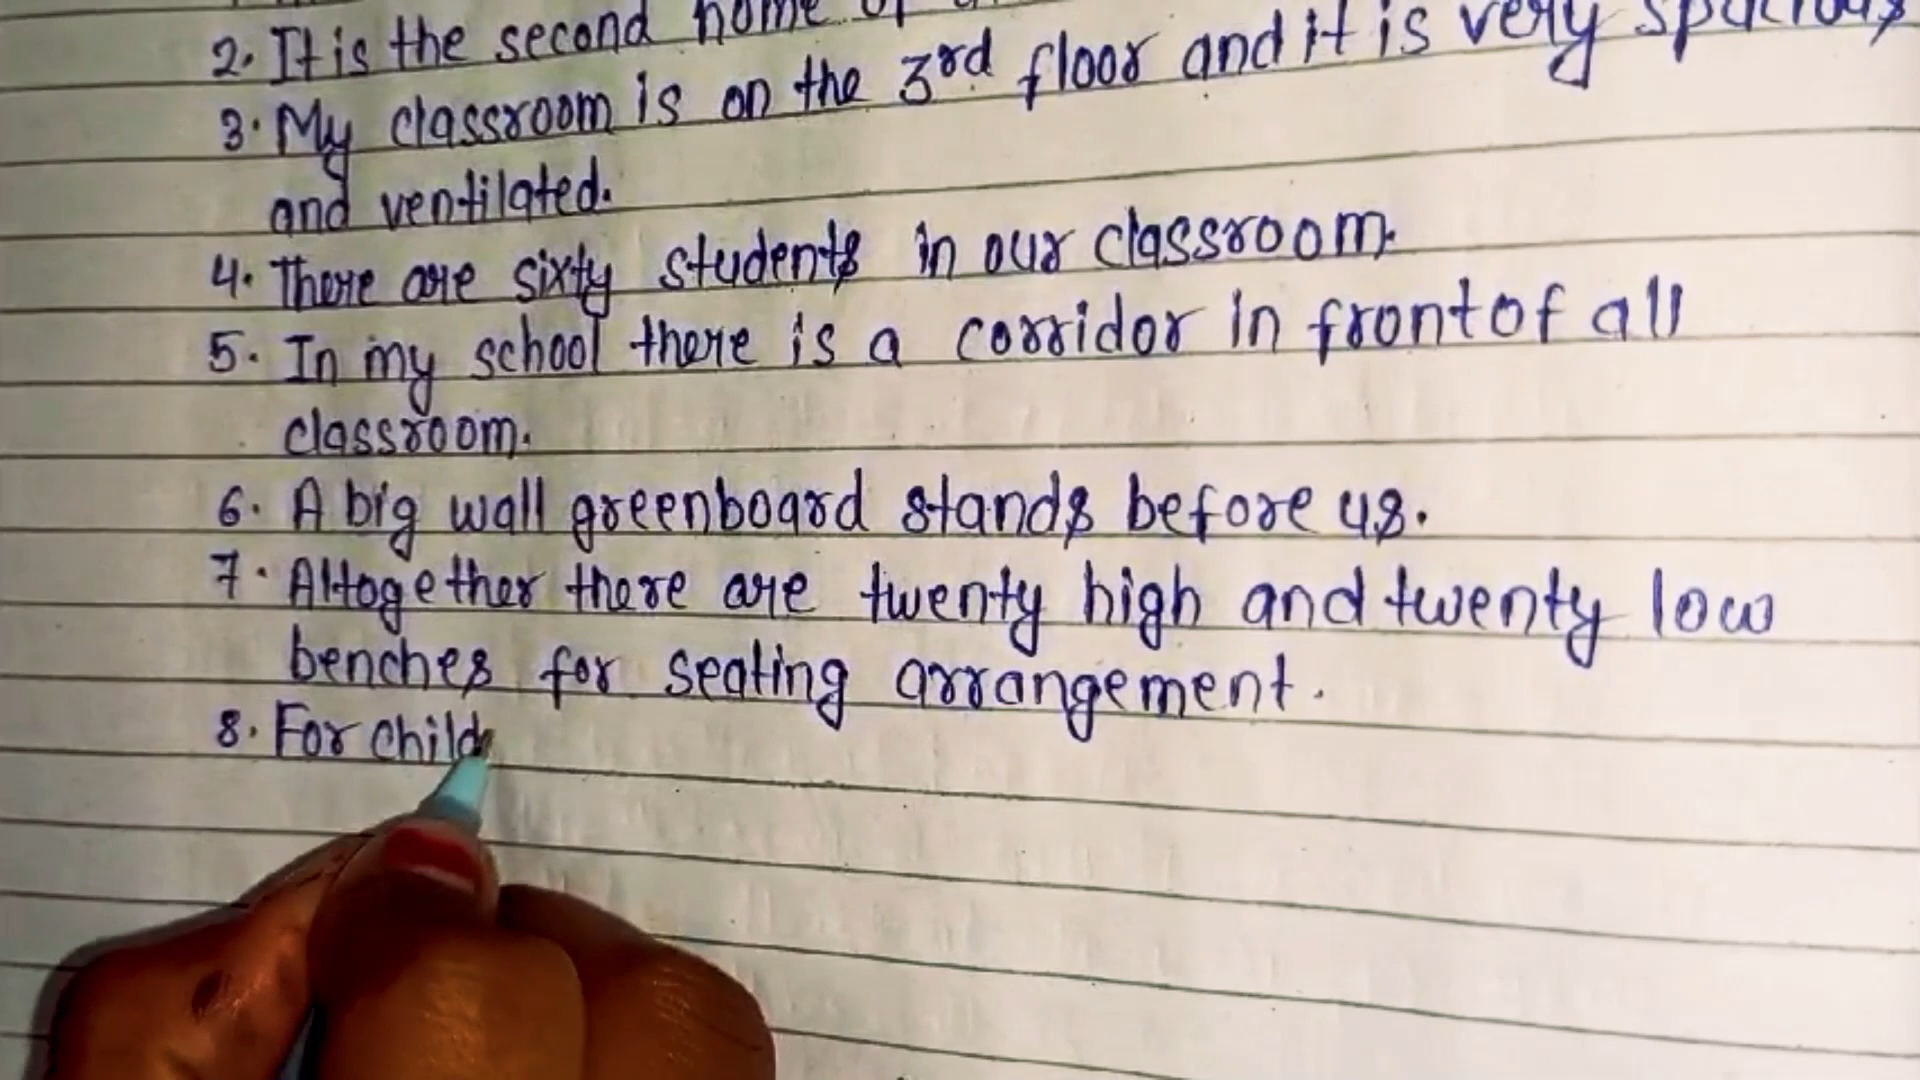 2. It is the second home of
3. My classroom is on the 3rd floor and it is very spacious
and ventilated.
4. There are sixty students in our classroom.
5. In my school there is a corridor in front of all
classroom.
6. A big wall greenboard stands before us.
7. Altogether there are twenty high and twenty low
benches for seating arrangement.
8. For child